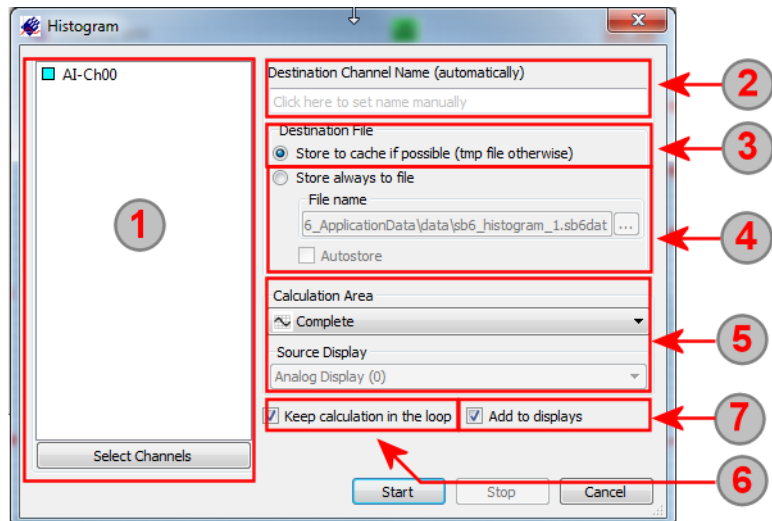 Histogram
AI-Ch00
1
Select Channels
Destination Channel Name (automatically)
Click here to set name manually
2
Destination File
Store to cache if possible (tmp file otherwise)
3
Store always to file
File name
6_ApplicationData\data\sb6_histogram_1.sb6dat
...
Autostore
4
Calculation Area
Complete
Source Display
Analog Display (0)
5
Keep calculation in the loop
Add to displays
7
6
Start
Stop
Cancel